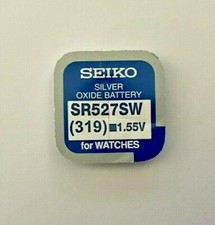 SEIKO
SILVER
OXIDE BATTERY
SR527SW
(319) 1.55V
for WATCHES